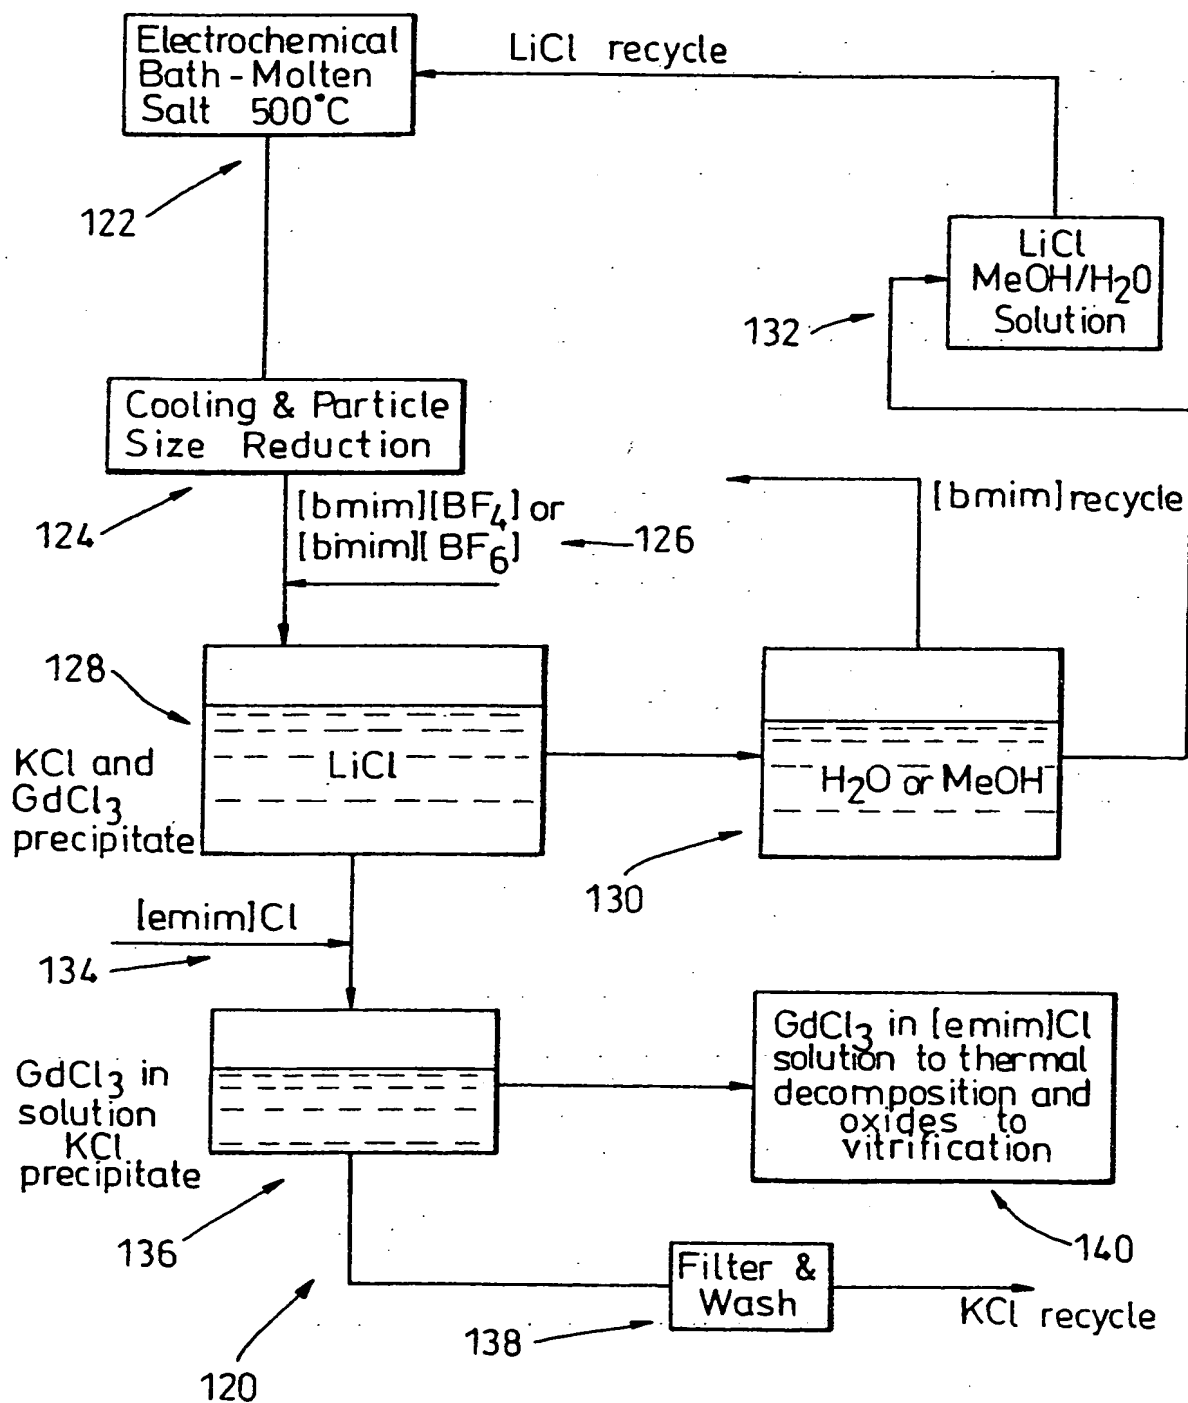 Electrochemical
Bath-Molten
Salt 500°C
LiCl recycle
122
LiCl
MeOH/H2O
Solution
132
Cooling & Particle
Size Reduction
124
[bmim][BF4] or
[bmim][BF6]
126
[bmim] recycle
128
KCl and
GdCl3
precipitate
LiCl
H2O or MeOH
130
[emim]Cl
134
GdCl3 in
solution
KCl
precipitate
136
GdCl3 in [emim]Cl
solution to thermal
decomposition and
oxides to
vitrification
140
Filter &
Wash
138
KCl recycle
120